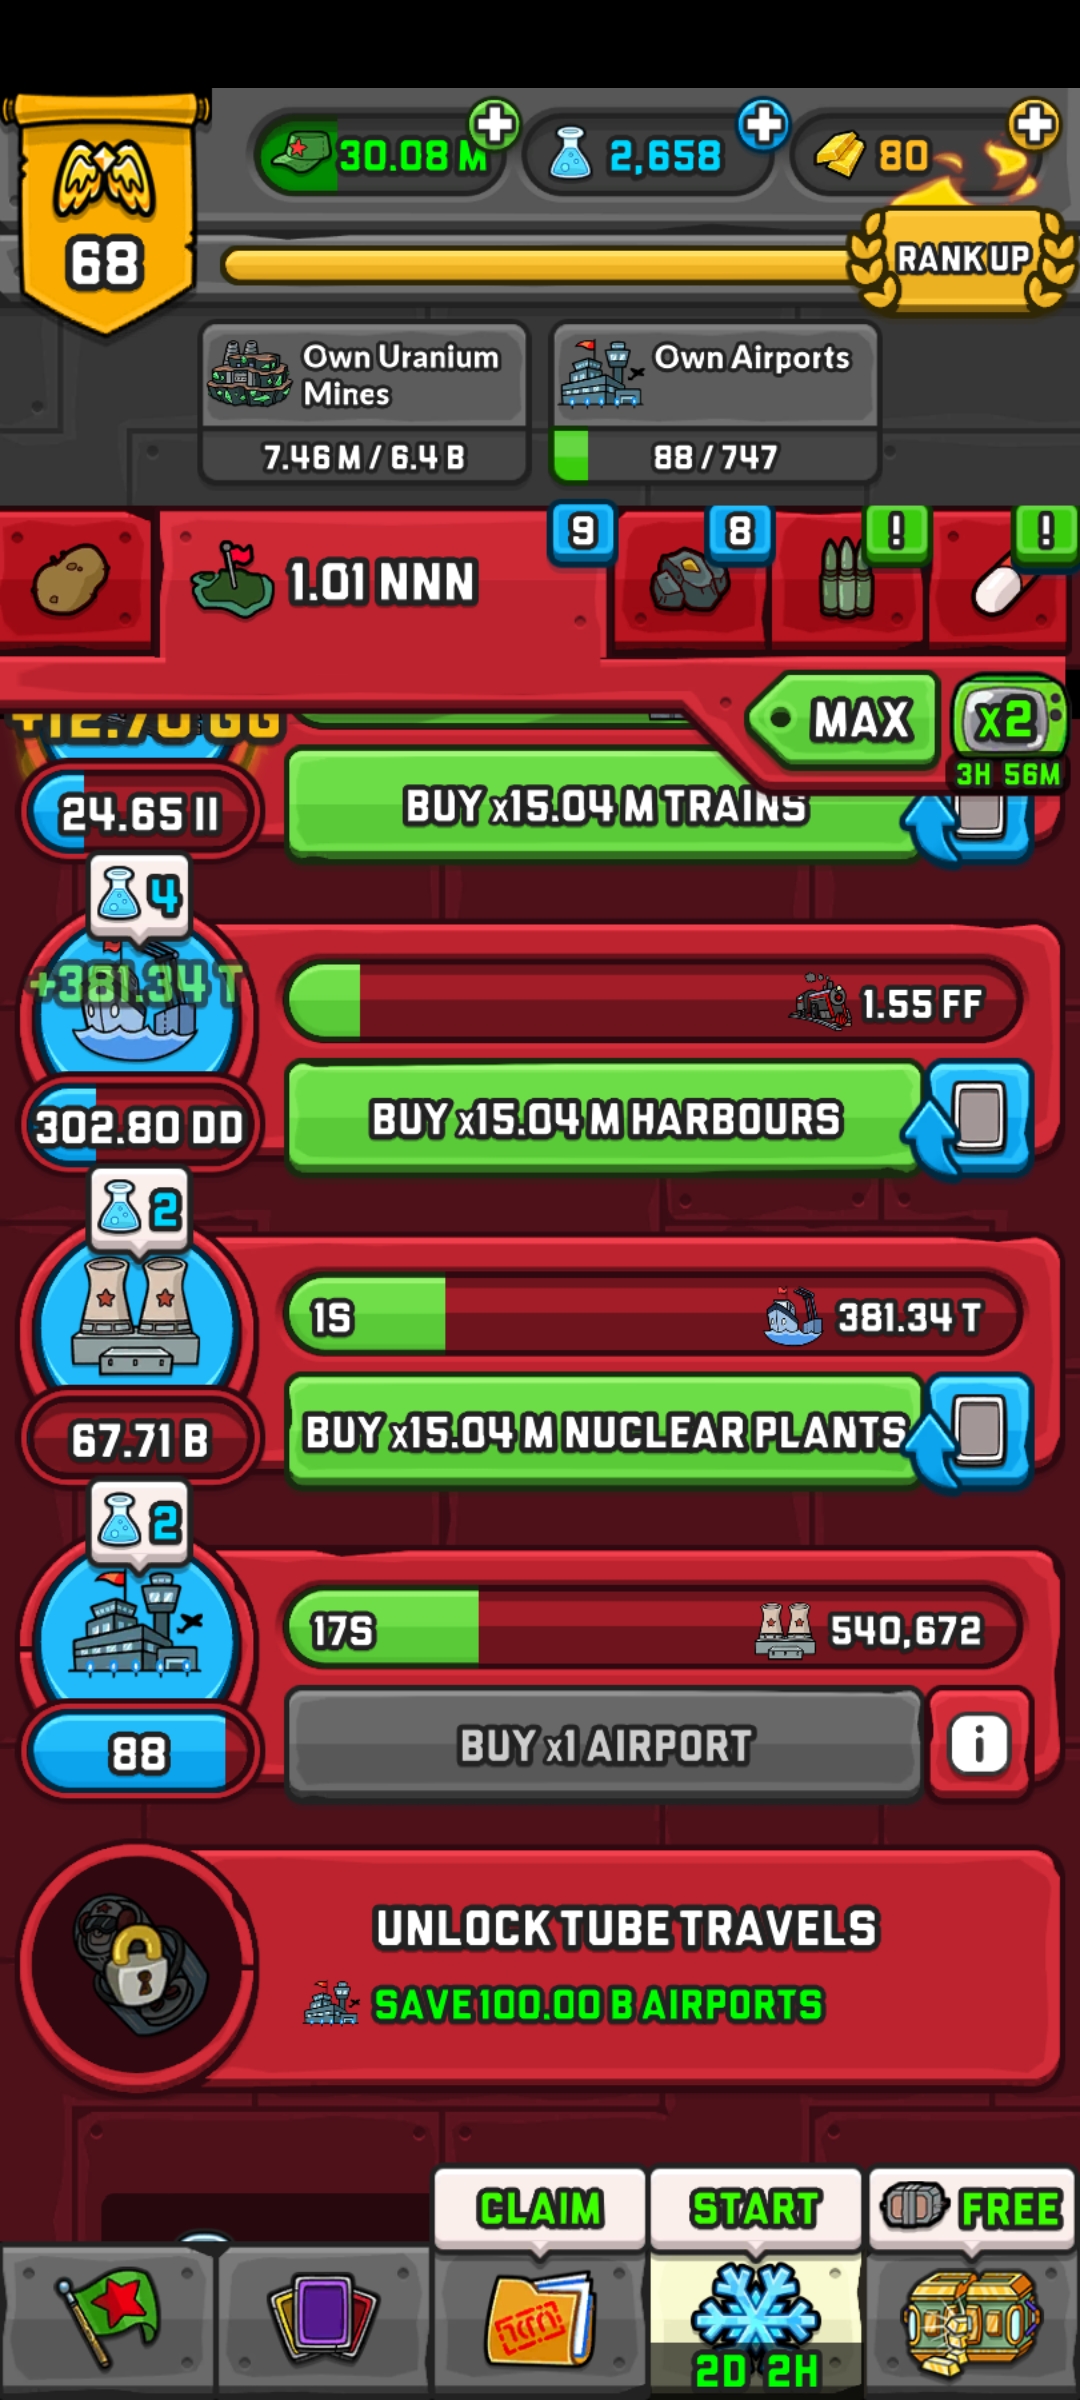 30.08 M
2,658
80
68
RANK UP
Own Uranium
Mines
7.46 M / 6.4 B
Own Airports
88 / 747
1.01 NNN
9
8
!
!
MAX
x2
3H 56M
+12.70 GG
24.65 II
BUY x15.04 M TRAINS
4
+381.34 T
1.55 FF
302.80 DD
BUY x15.04 M HARBOURS
2
1S
381.34 T
67.71 B
BUY x15.04 M NUCLEAR PLANTS
2
17S
540,672
88
BUY x1 AIRPORT
i
UNLOCK TUBE TRAVELS
SAVE 100.00 B AIRPORTS
CLAIM
START
FREE
2D 2H